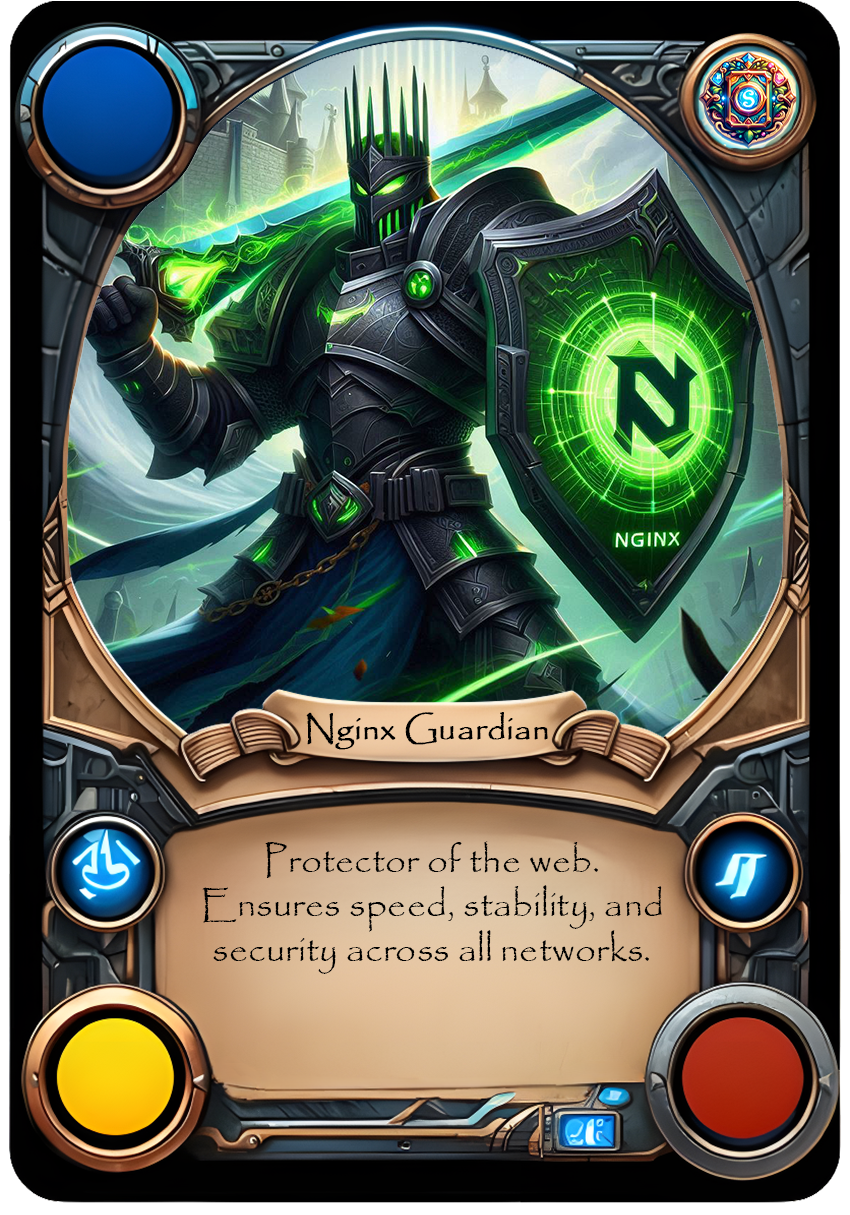 S
N
NGINX
Nginx Guardian
Protector of the web.
Ensures speed, stability, and
security across all networks.